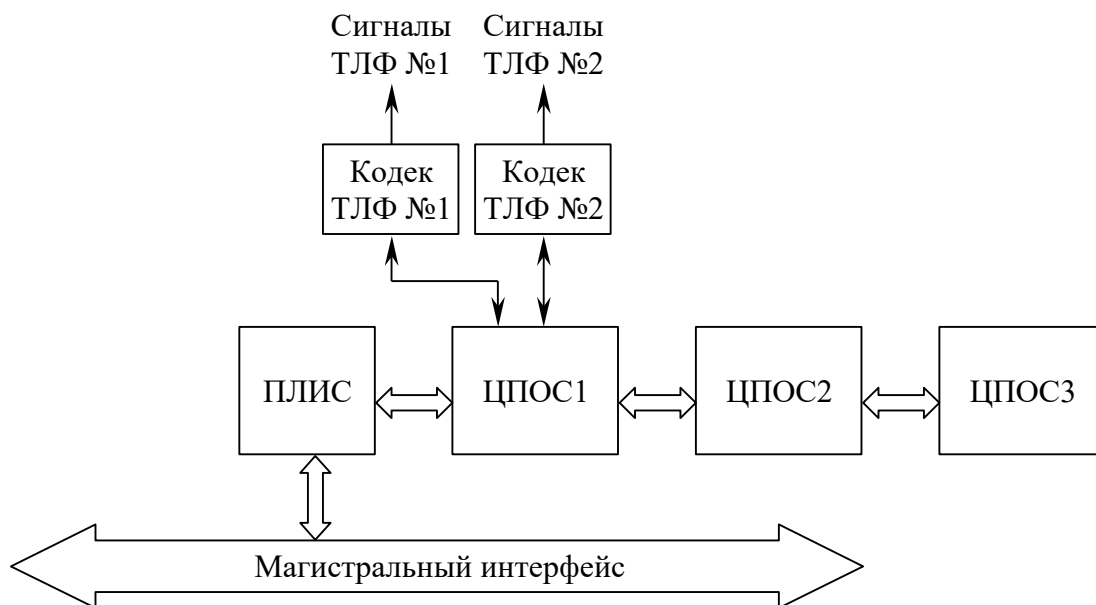 Сигналы Сигналы
ТЛФ №1 ТЛФ №2
Кодек Кодек
ТЛФ №1 ТЛФ №2
ПЛИС ЦПОС1 ЦПОС2 ЦПОС3
Магистральный интерфейс